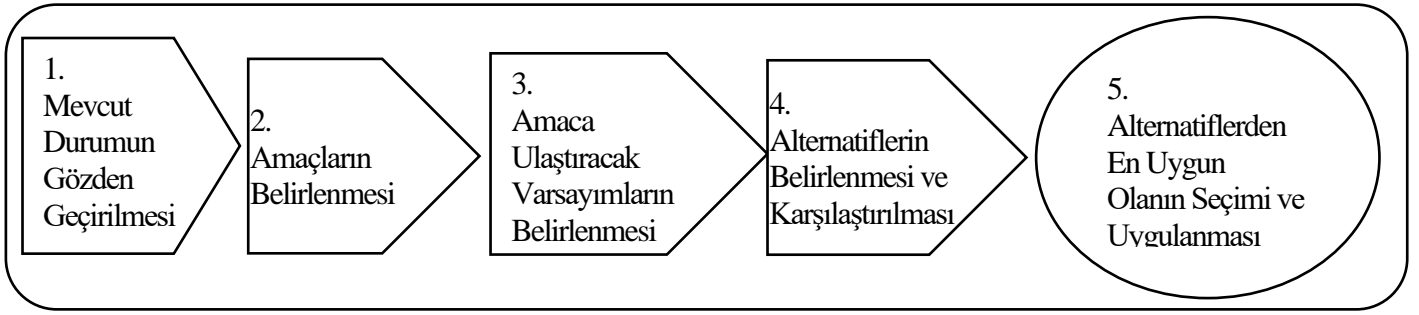 1.
Mevcut
Durumun
Gözden
Geçirilmesi
2.
Amaçların
Belirlenmesi
3.
Amaca
Ulaştıracak
Varsayımların
Belirlenmesi
4.
Alternatiflerin
Belirlenmesi ve
Karşılaştırılması
5.
Alternatiflerden
En Uygun
Olanın Seçimi ve
Uygulanması